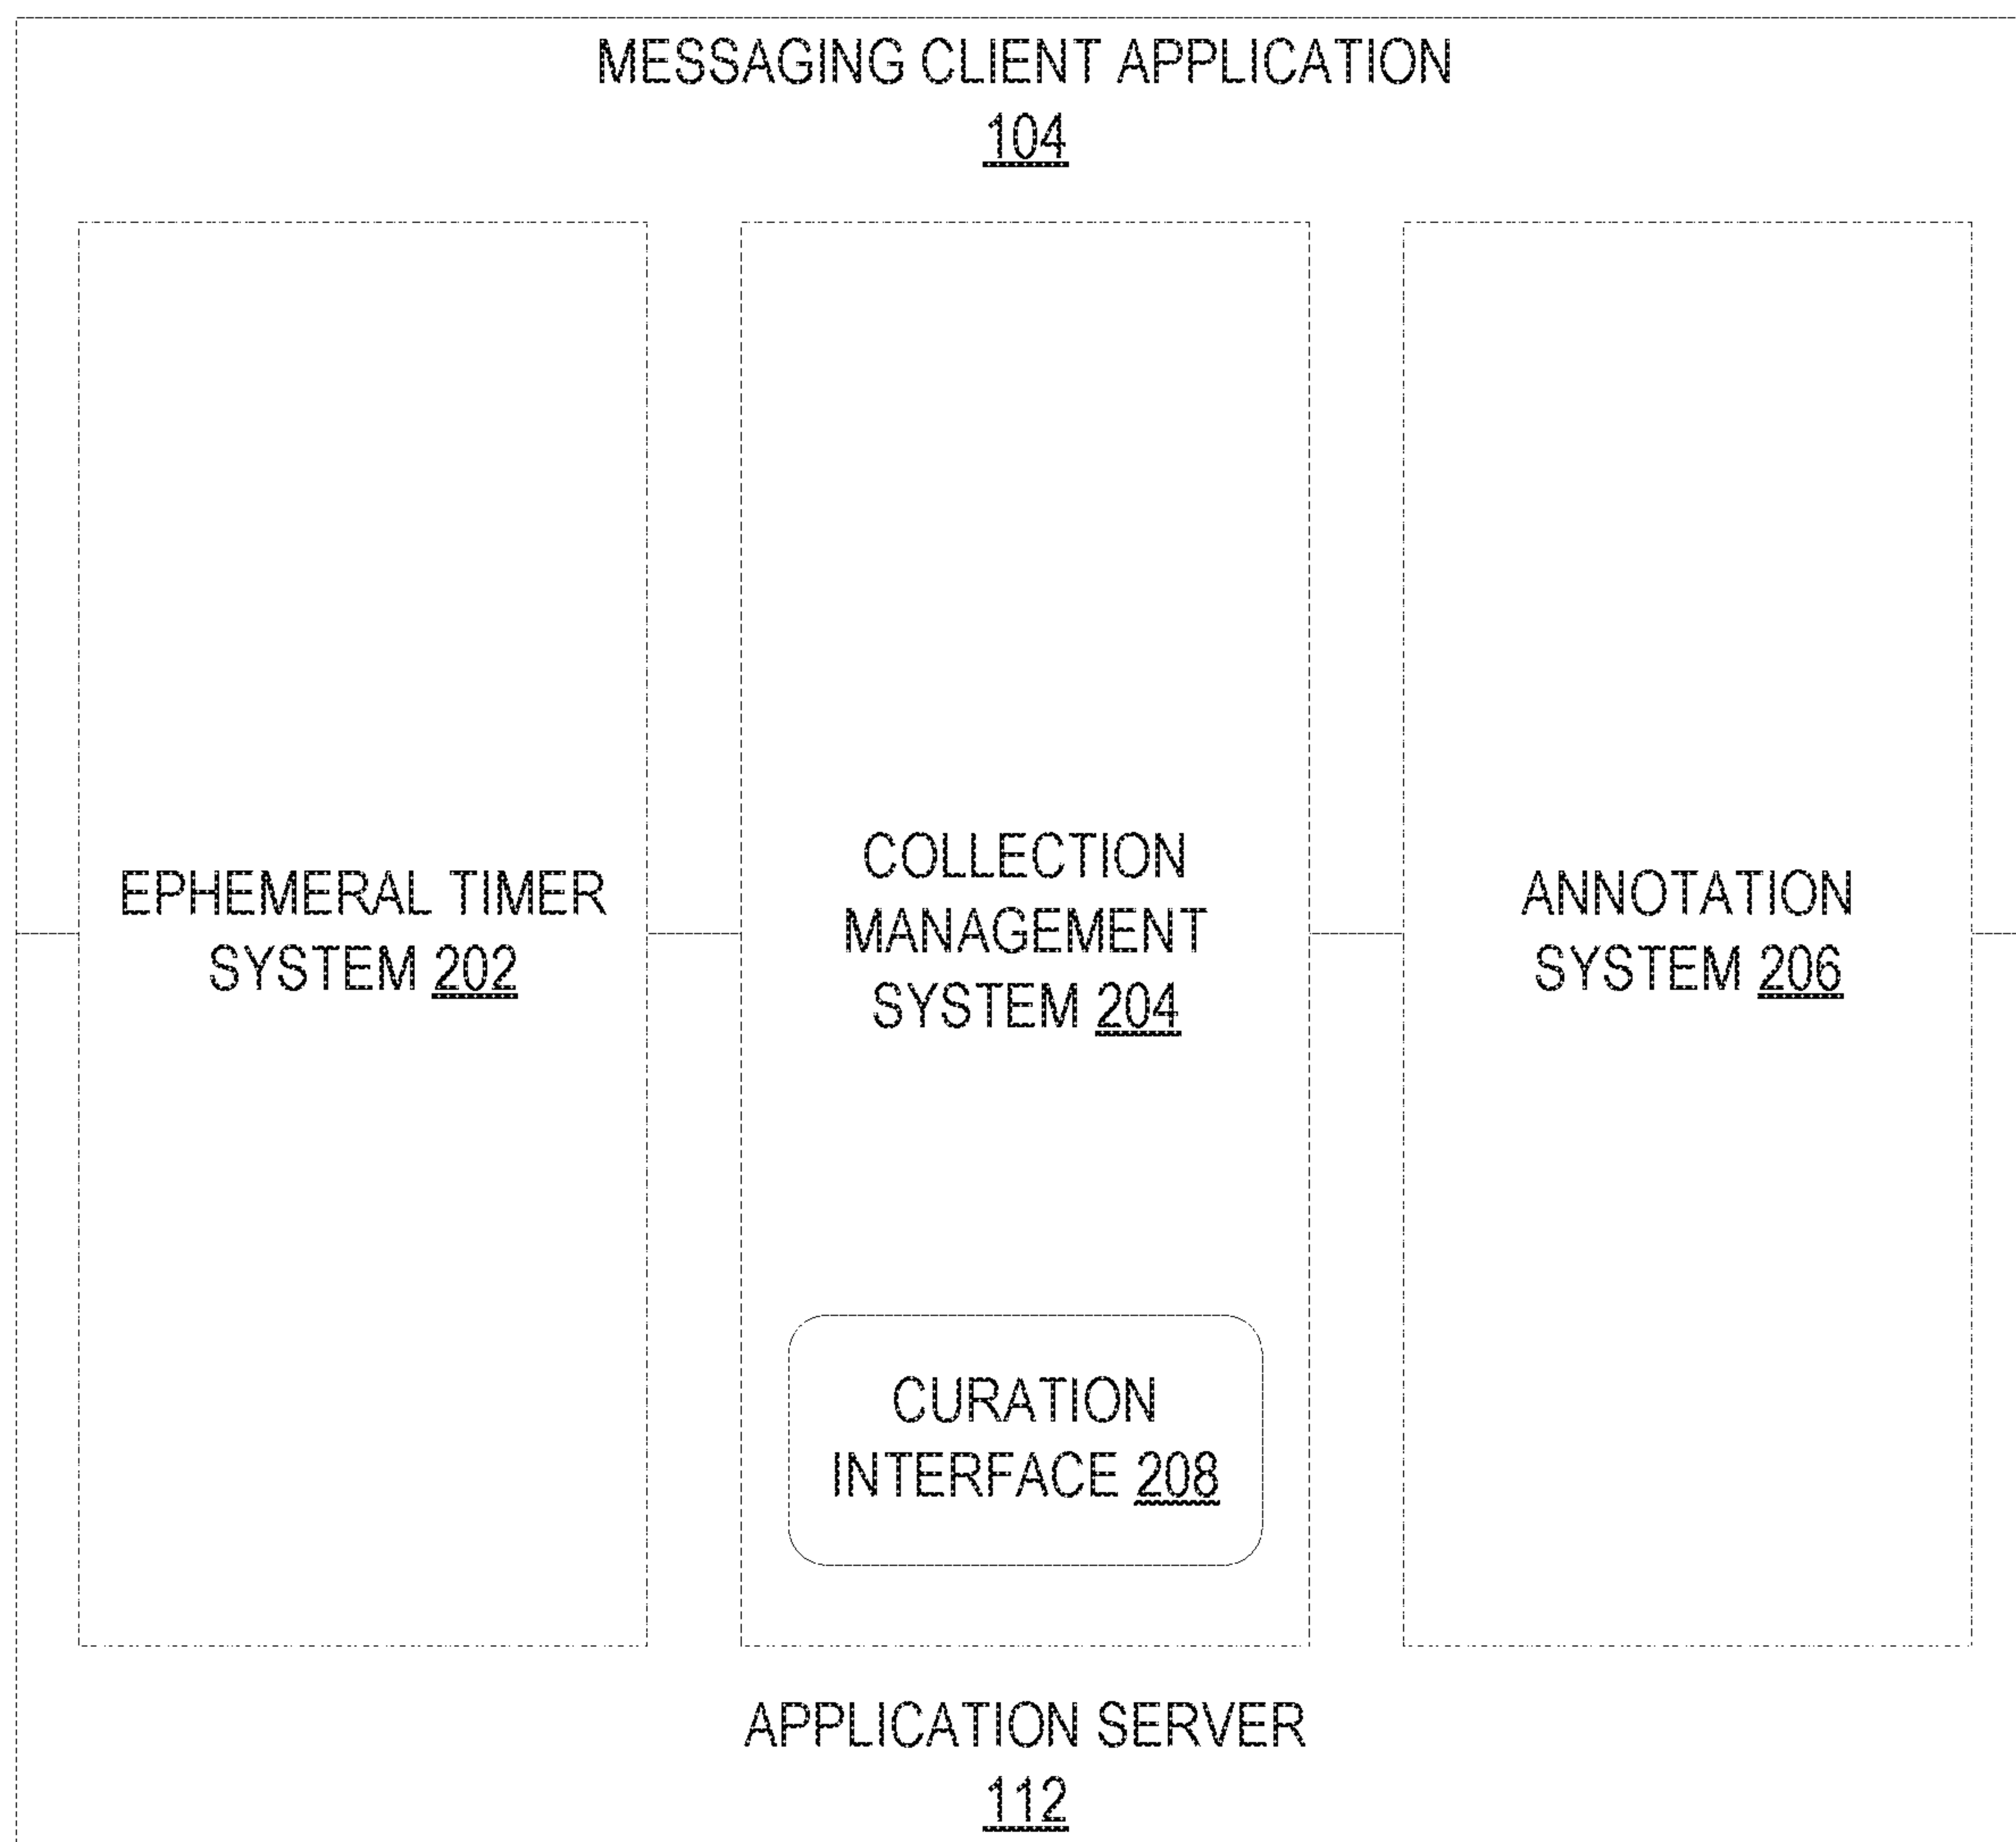 MESSAGING CLIENT APPLICATION
104
EPHEMERAL TIMER
SYSTEM 202
COLLECTION
MANAGEMENT
SYSTEM 204
ANNOTATION
SYSTEM 206
CURATION
INTERFACE 208
APPLICATION SERVER
112